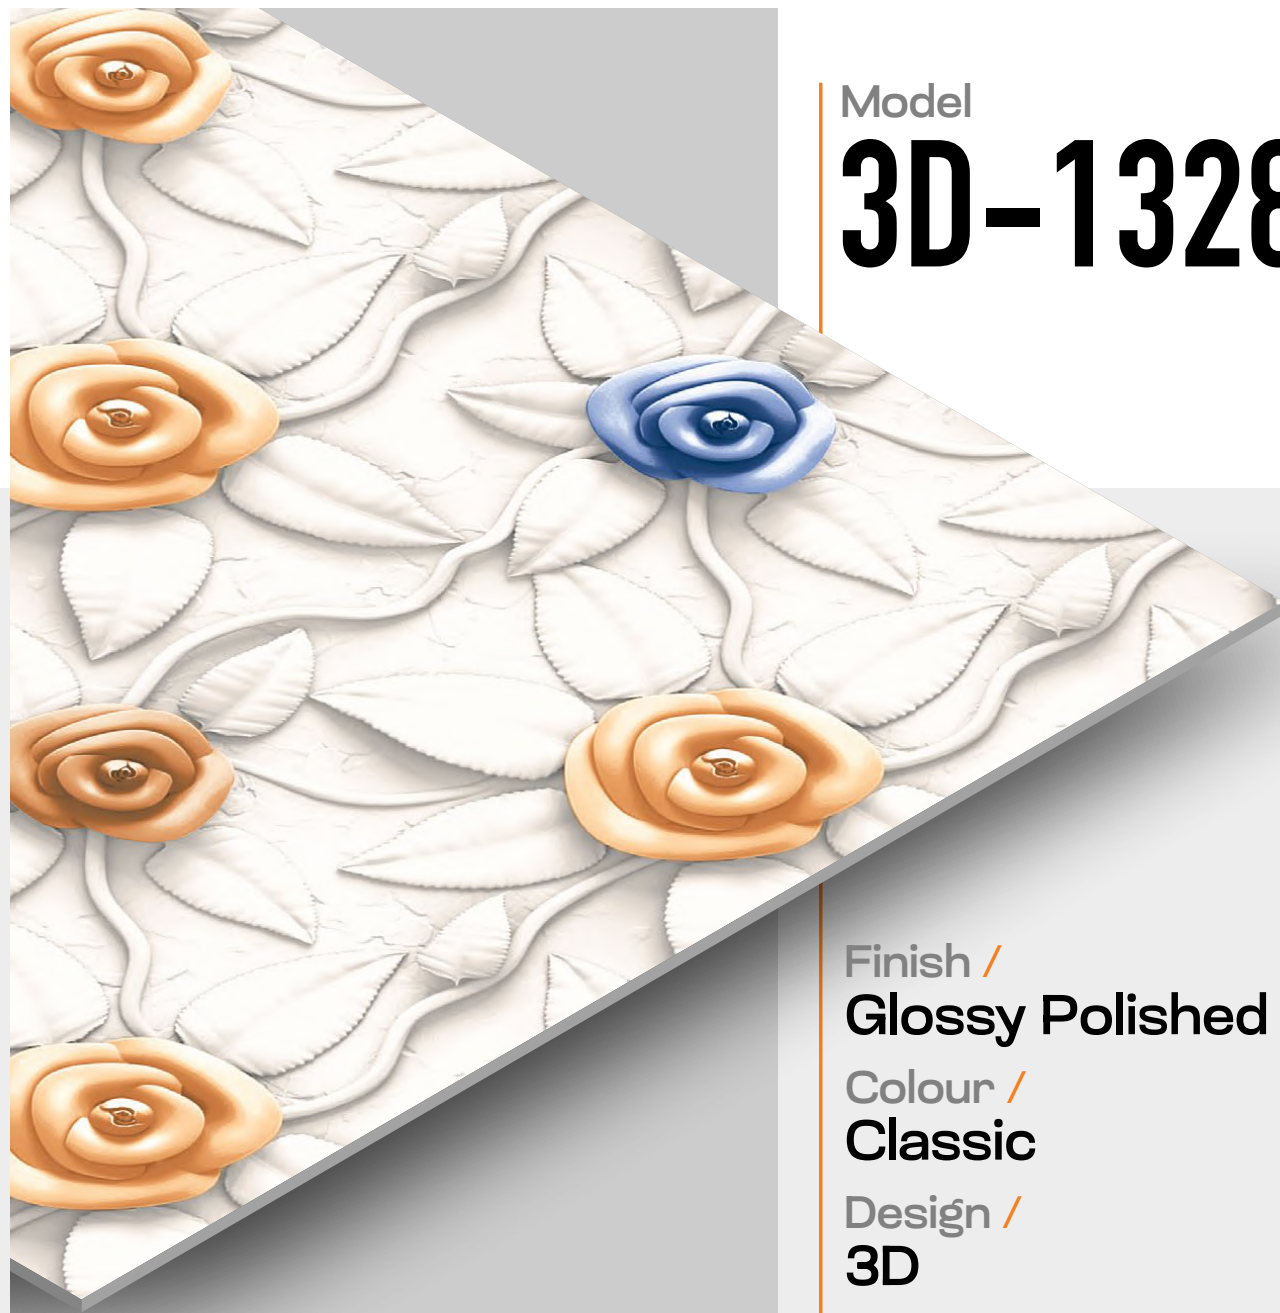 Model
3D-1328
Finish /
Glossy Polished
Colour /
Classic
Design /
3D